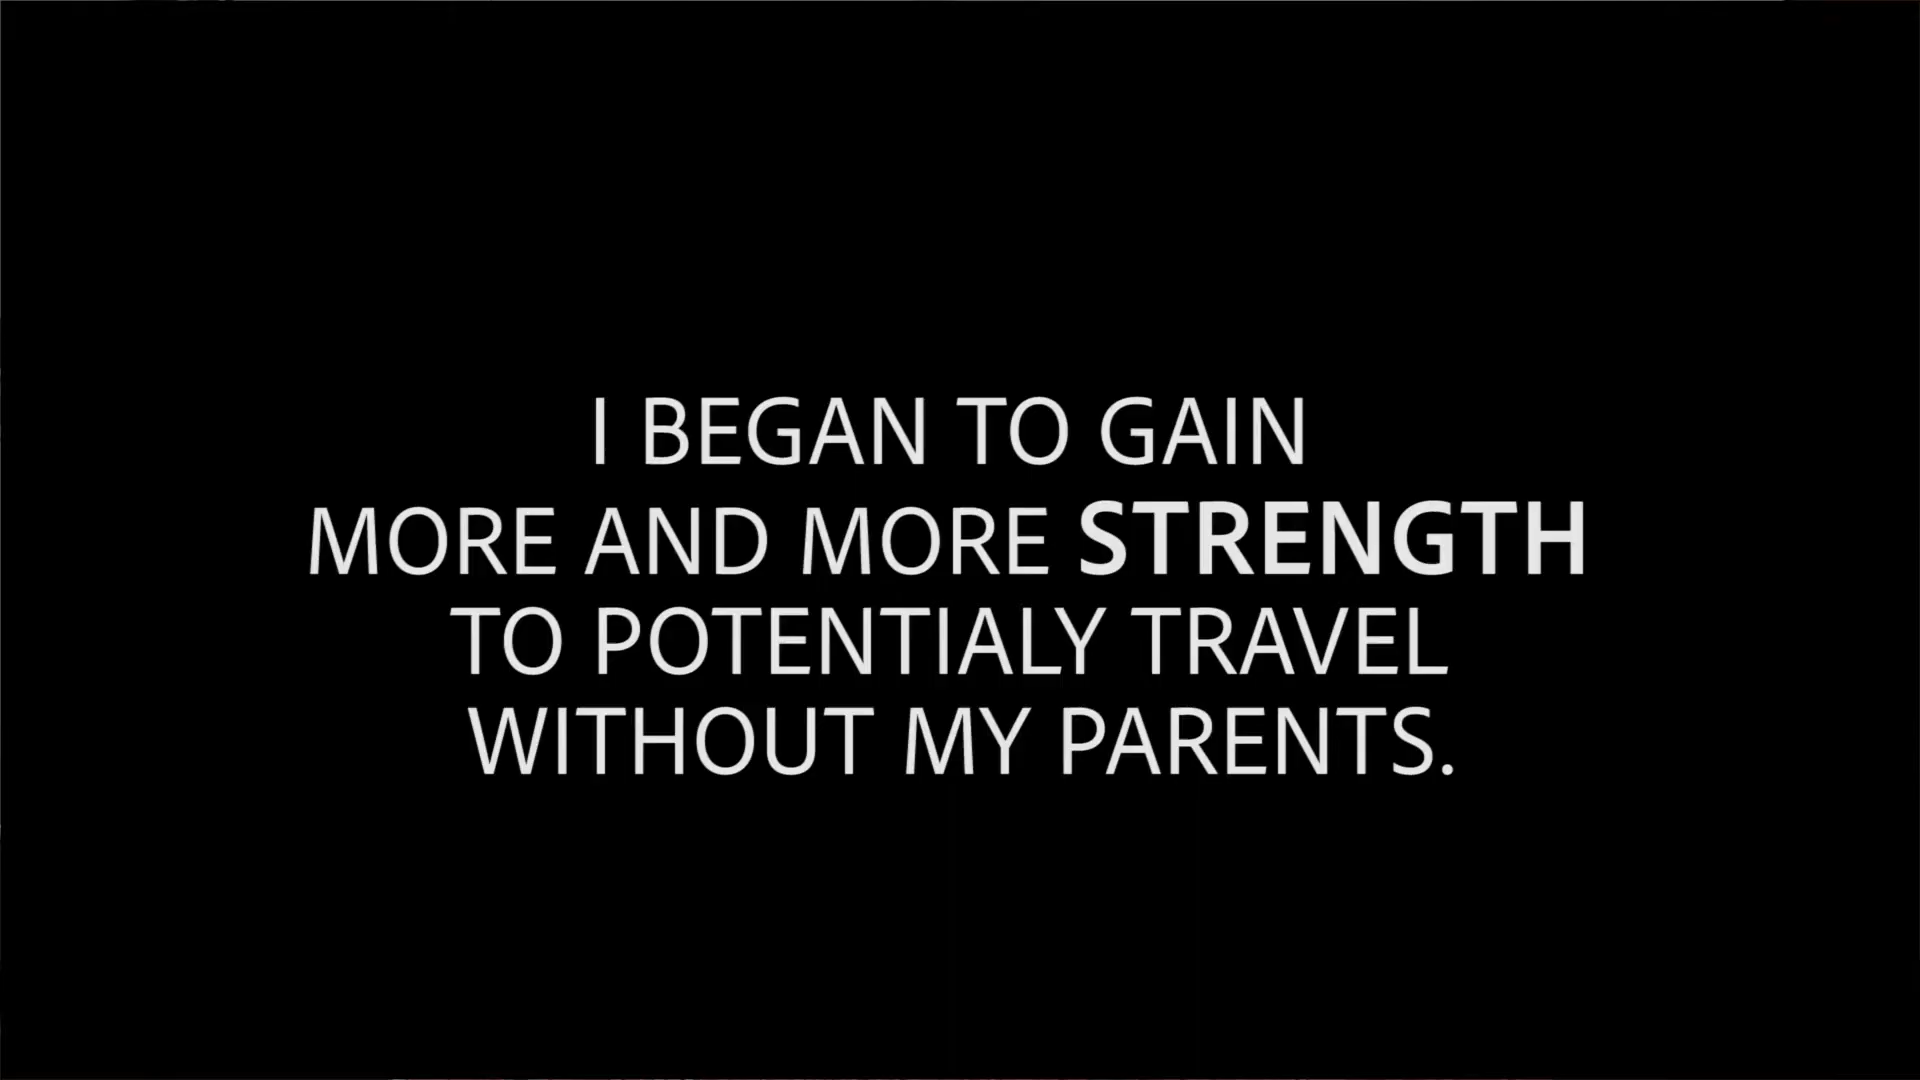 I BEGAN TO GAIN
MORE AND MORE STRENGTH
TO POTENTIALY TRAVEL
WITHOUT MY PARENTS.